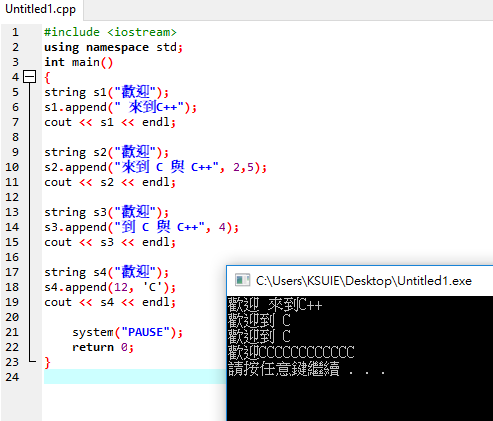 Untitled1.cpp
1 #include <iostream>
2 using namespace std;
3 int main()
4 {
5 string s1("歡迎");
6 s1.append(" 來到C++");
7 cout << s1 << endl;
8
9 string s2("歡迎");
10 s2.append("來到 C 與 C++", 2,5);
11 cout << s2 << endl;
12
13 string s3("歡迎");
14 s3.append("到 C 與 C++", 4);
15 cout << s3 << endl;
16
17 string s4("歡迎");
18 s4.append(12, 'C');
19 cout << s4 << endl;
20
21 system("PAUSE");
22 return 0;
23 }
24
C:\Users\KSUIE\Desktop\Untitled1.exe
歡迎 來到C++
歡迎到 C
歡迎到 C
歡迎CCCCCCCCCCCC
請按任意鍵繼續 . . .